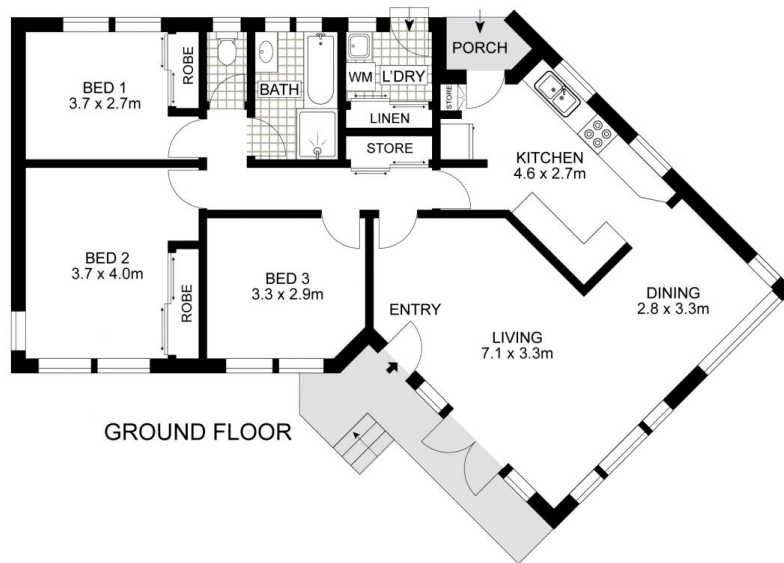 BED 1
3.7 x 2.7m
ROBE
BATH
WM
L'DRY
LINEN
STORE
PORCH
STORE
KITCHEN
4.6 x 2.7m
BED 2
3.7 x 4.0m
ROBE
BED 3
3.3 x 2.9m
ENTRY
LIVING
7.1 x 3.3m
DINING
2.8 x 3.3m
GROUND FLOOR